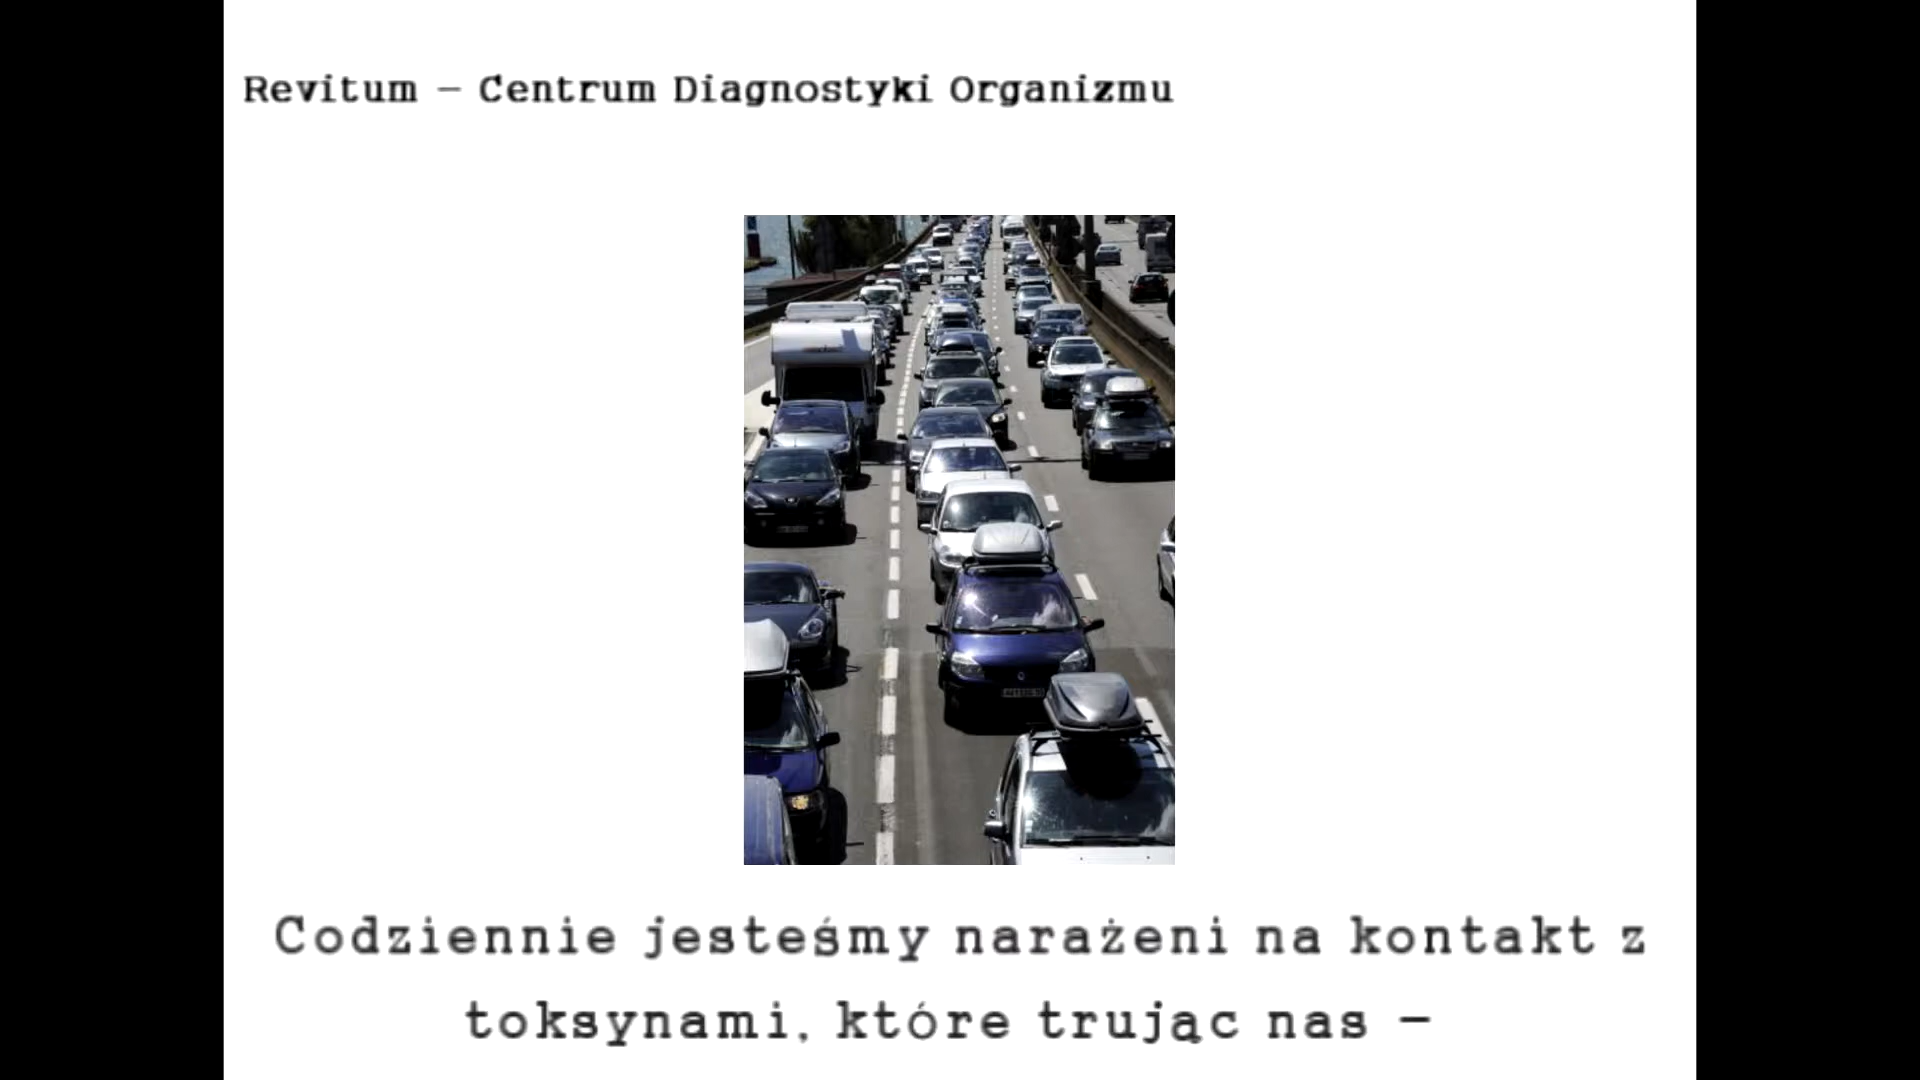 Revitum – Centrum Diagnostyki Organizmu
Codziennie jesteśmy narażeni na kontakt z
toksynami, które trując nas –